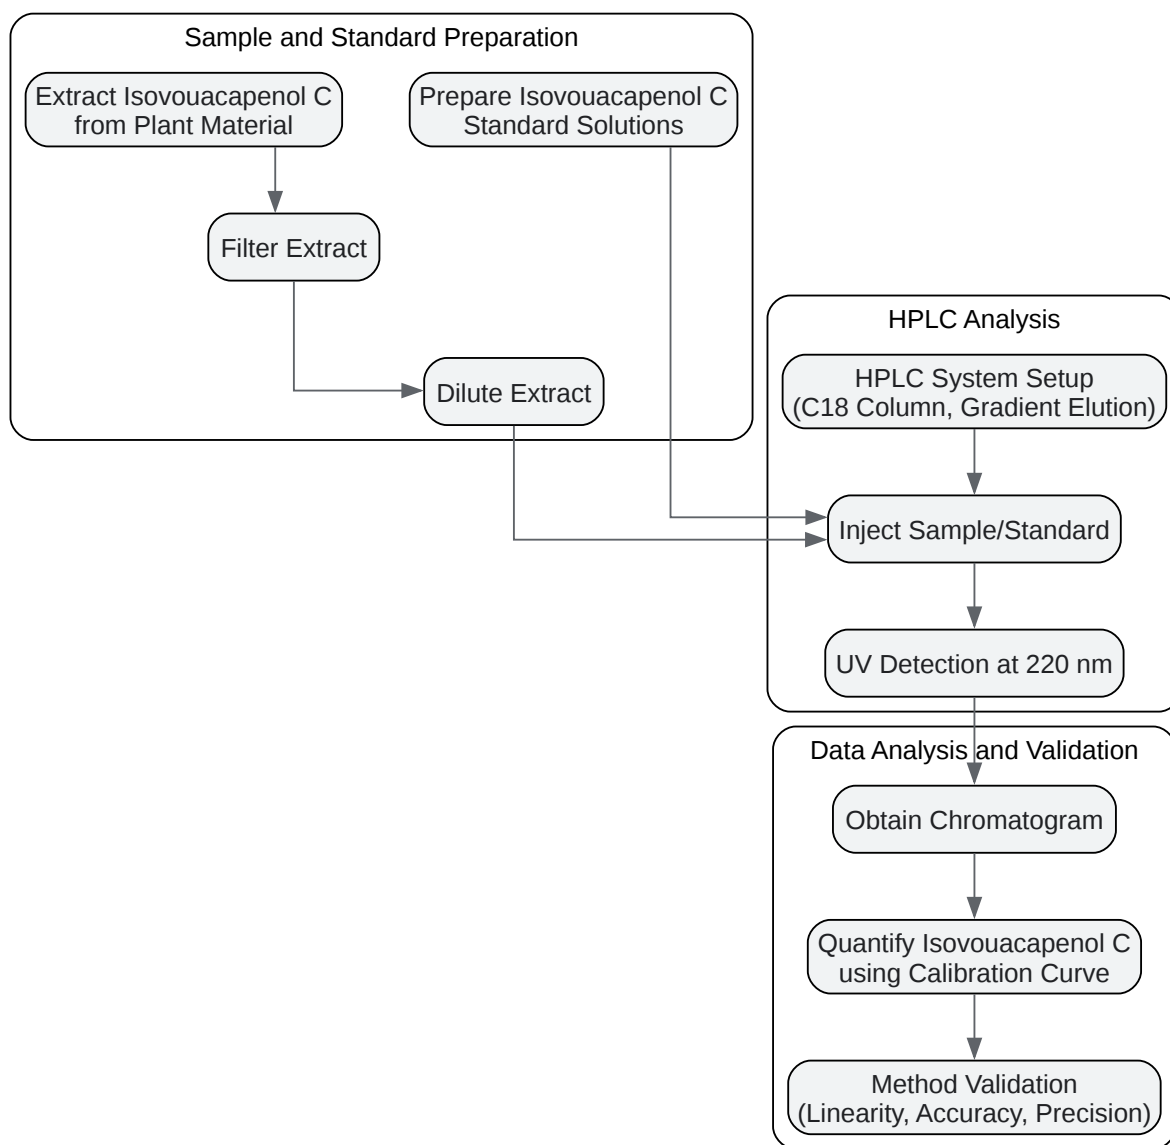 Sample and Standard Preparation
Extract Isovouacapenol C
from Plant Material
Prepare Isovouacapenol C
Standard Solutions
Filter Extract
Dilute Extract
HPLC Analysis
HPLC System Setup
(C18 Column, Gradient Elution)
Inject Sample/Standard
UV Detection at 220 nm
Data Analysis and Validation
Obtain Chromatogram
Quantify Isovouacapenol C
using Calibration Curve
Method Validation
(Linearity, Accuracy, Precision)